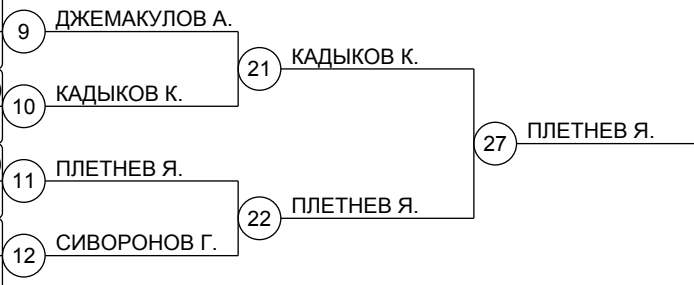 9 ДЖЕМАКУЛОВ А.
21 КАДЫКОВ К.
10 КАДЫКОВ К.
27 ПЛЕТНЕВ Я.
11 ПЛЕТНЕВ Я.
22 ПЛЕТНЕВ Я.
12 СИВОРОНОВ Г.